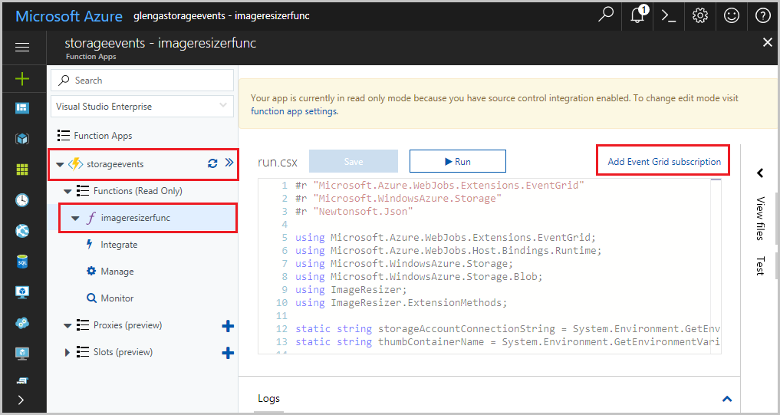 Microsoft Azure glengastorageevents - imageresizerfunc
1
storageevents - imageresizerfunc
Function Apps
Search
Visual Studio Enterprise
Function Apps
storageevents
Functions (Read Only)
imageresizerfunc
Integrate
Manage
Monitor
Proxies (preview)
Slots (preview)
Your app is currently in read only mode because you have source control integration enabled. To change edit mode visit
function app settings.
run.csx Save Run Add Event Grid subscription
1 #r "Microsoft.Azure.WebJobs.Extensions.EventGrid"
2 #r "Microsoft.WindowsAzure.Storage"
3 #r "Newtonsoft.Json"
4
5 using Microsoft.Azure.WebJobs.Extensions.EventGrid;
6 using Microsoft.Azure.WebJobs.Host.Bindings.Runtime;
7 using Microsoft.WindowsAzure.Storage;
8 using Microsoft.WindowsAzure.Storage.Blob;
9 using ImageResizer;
10 using ImageResizer.ExtensionMethods;
11
12 static string storageAccountConnectionString = System.Environment.GetEnv
13 static string thumbContainerName = System.Environment.GetEnvironmentVari
View files
Test
Logs